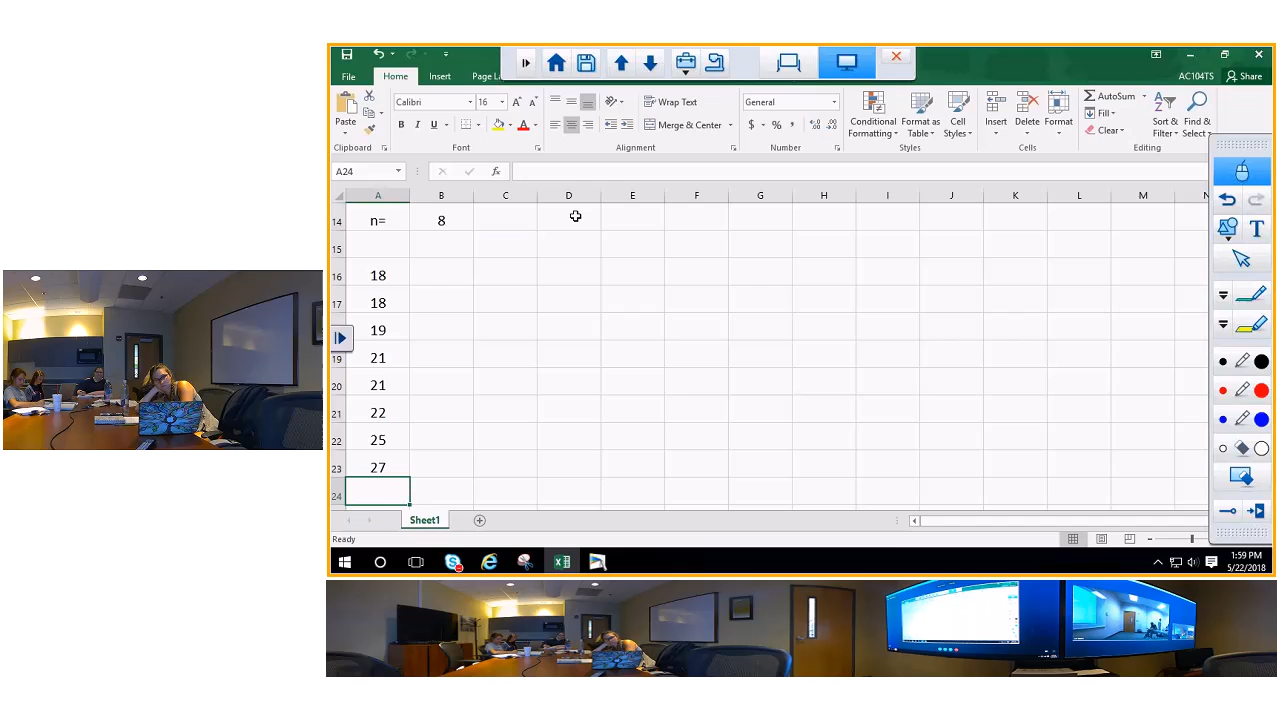 File Home Insert Page La
AC104TS Share
Paste
Calibri 16 A A
Wrap Text
General
Conditional Formatting
Format as Table
Cell Styles
Insert Delete Format
AutoSum
Fill
Clear
Sort & Filter
Find & Select
B I U A
Merge & Center
$ % ,
Clipboard Font Alignment Number Styles Cells Editing
A24 fx
A B C D E F G H I J K L M N
14 n= 8
15
16 18
17 18
19
19 21
20 21
21 22
22 25
23 27
24
Sheet1
Ready
1:59 PM
5/22/2018
T